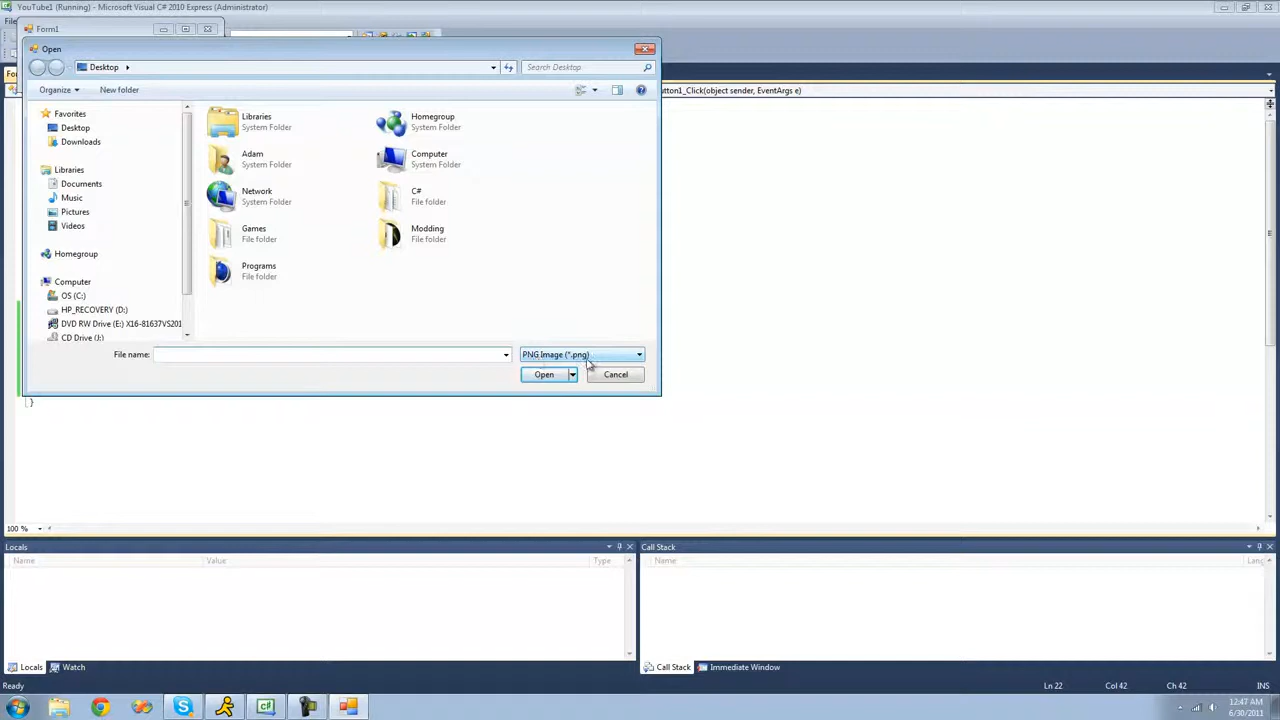 YouTube1 (Running) - Microsoft Visual C# 2010 Express (Administrator)
Form1
Open
Desktop
Search Desktop
utton1_Click(object sender, EventArgs e)
Organize
New folder
Favorites
Desktop
Downloads
Libraries
Documents
Music
Pictures
Videos
Homegroup
Computer
OS (C:)
HP_RECOVERY (D:)
DVD RW Drive (E:) X16-81637VS201
CD Drive (J:)
Libraries
System Folder
Homegroup
System Folder
Adam
System Folder
Computer
System Folder
Network
System Folder
C#
File folder
Games
File folder
Modding
File folder
Programs
File folder
File name:
PNG Image (*.png)
Open
Cancel
}
100 %
Locals
Name
Value
Type
Call Stack
Name
Lang
Locals
Watch
Call Stack
Immediate Window
Ready
Ln 22
Col 42
Ch 42
INS
12:47 AM
6/30/2011